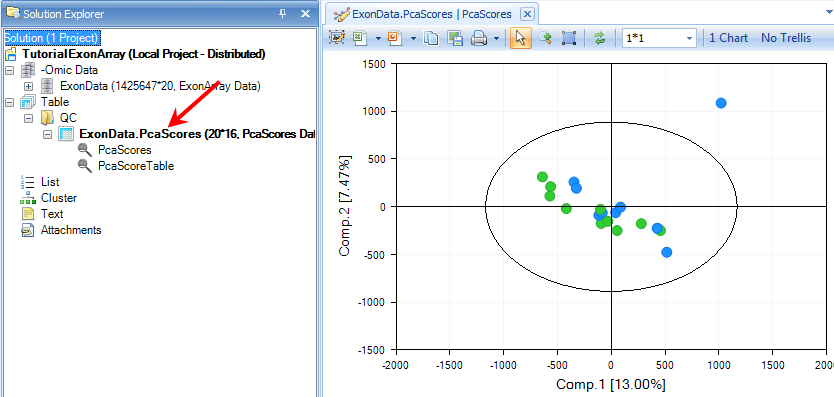 Solution Explorer
Solution (1 Project)
TutorialExonArray (Local Project - Distributed)
-Omic Data
ExonData (1425647*20, ExonArray Data)
Table
QC
ExonData.PcaScores (20*16, PcaScores Dat
PcaScores
PcaScoreTable
List
Cluster
Text
Attachments
ExonData.PcaScores | PcaScores
1*1
1 Chart
No Trellis
1500
1000
500
0
-500
-1000
-1500
Comp.2 [7.47%]
-2000
-1500
-1000
-500
0
500
1000
1500
2000
Comp.1 [13.00%]